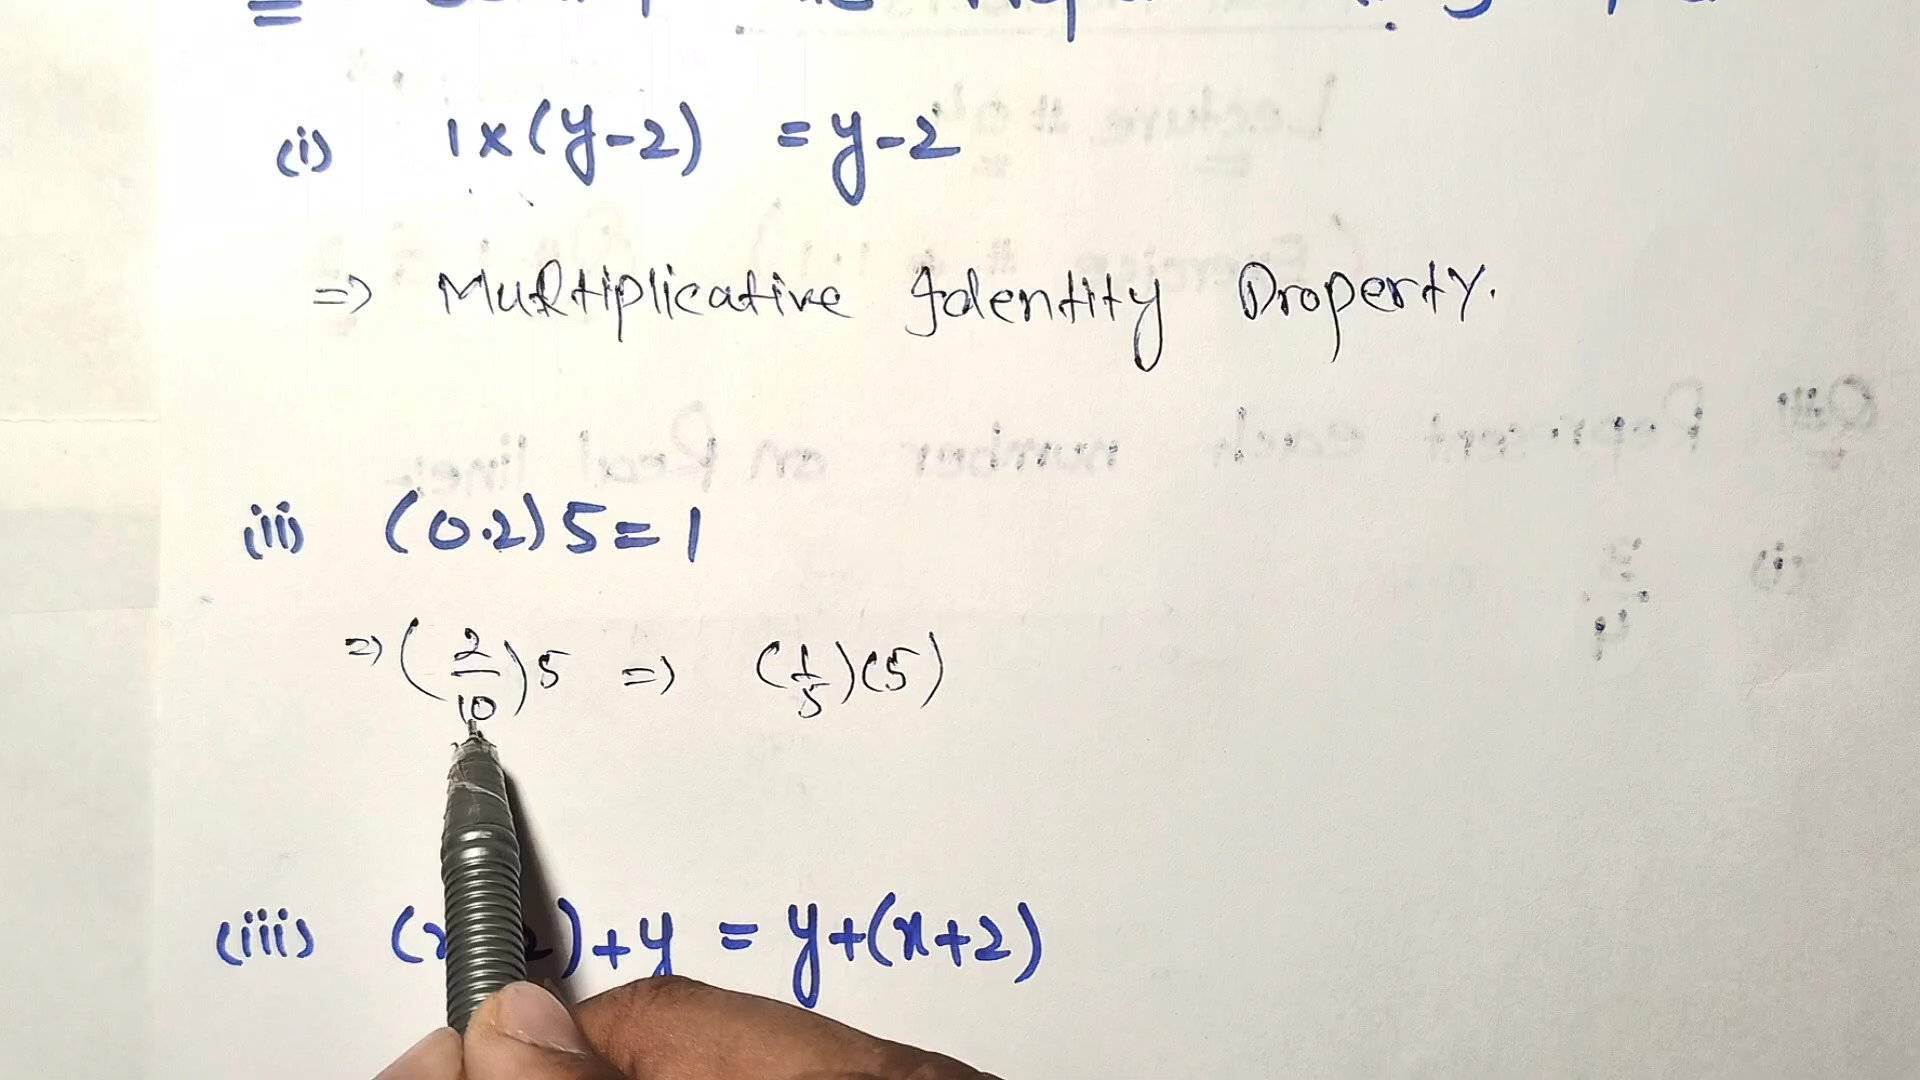 (i) 1×(y-2) = y-2
=> Multiplicative Identity Property.
(ii) (0.2)5=1
=> (2/10)5 => (1/5)(5)
(iii) (x 2)+y = y+(x+2)